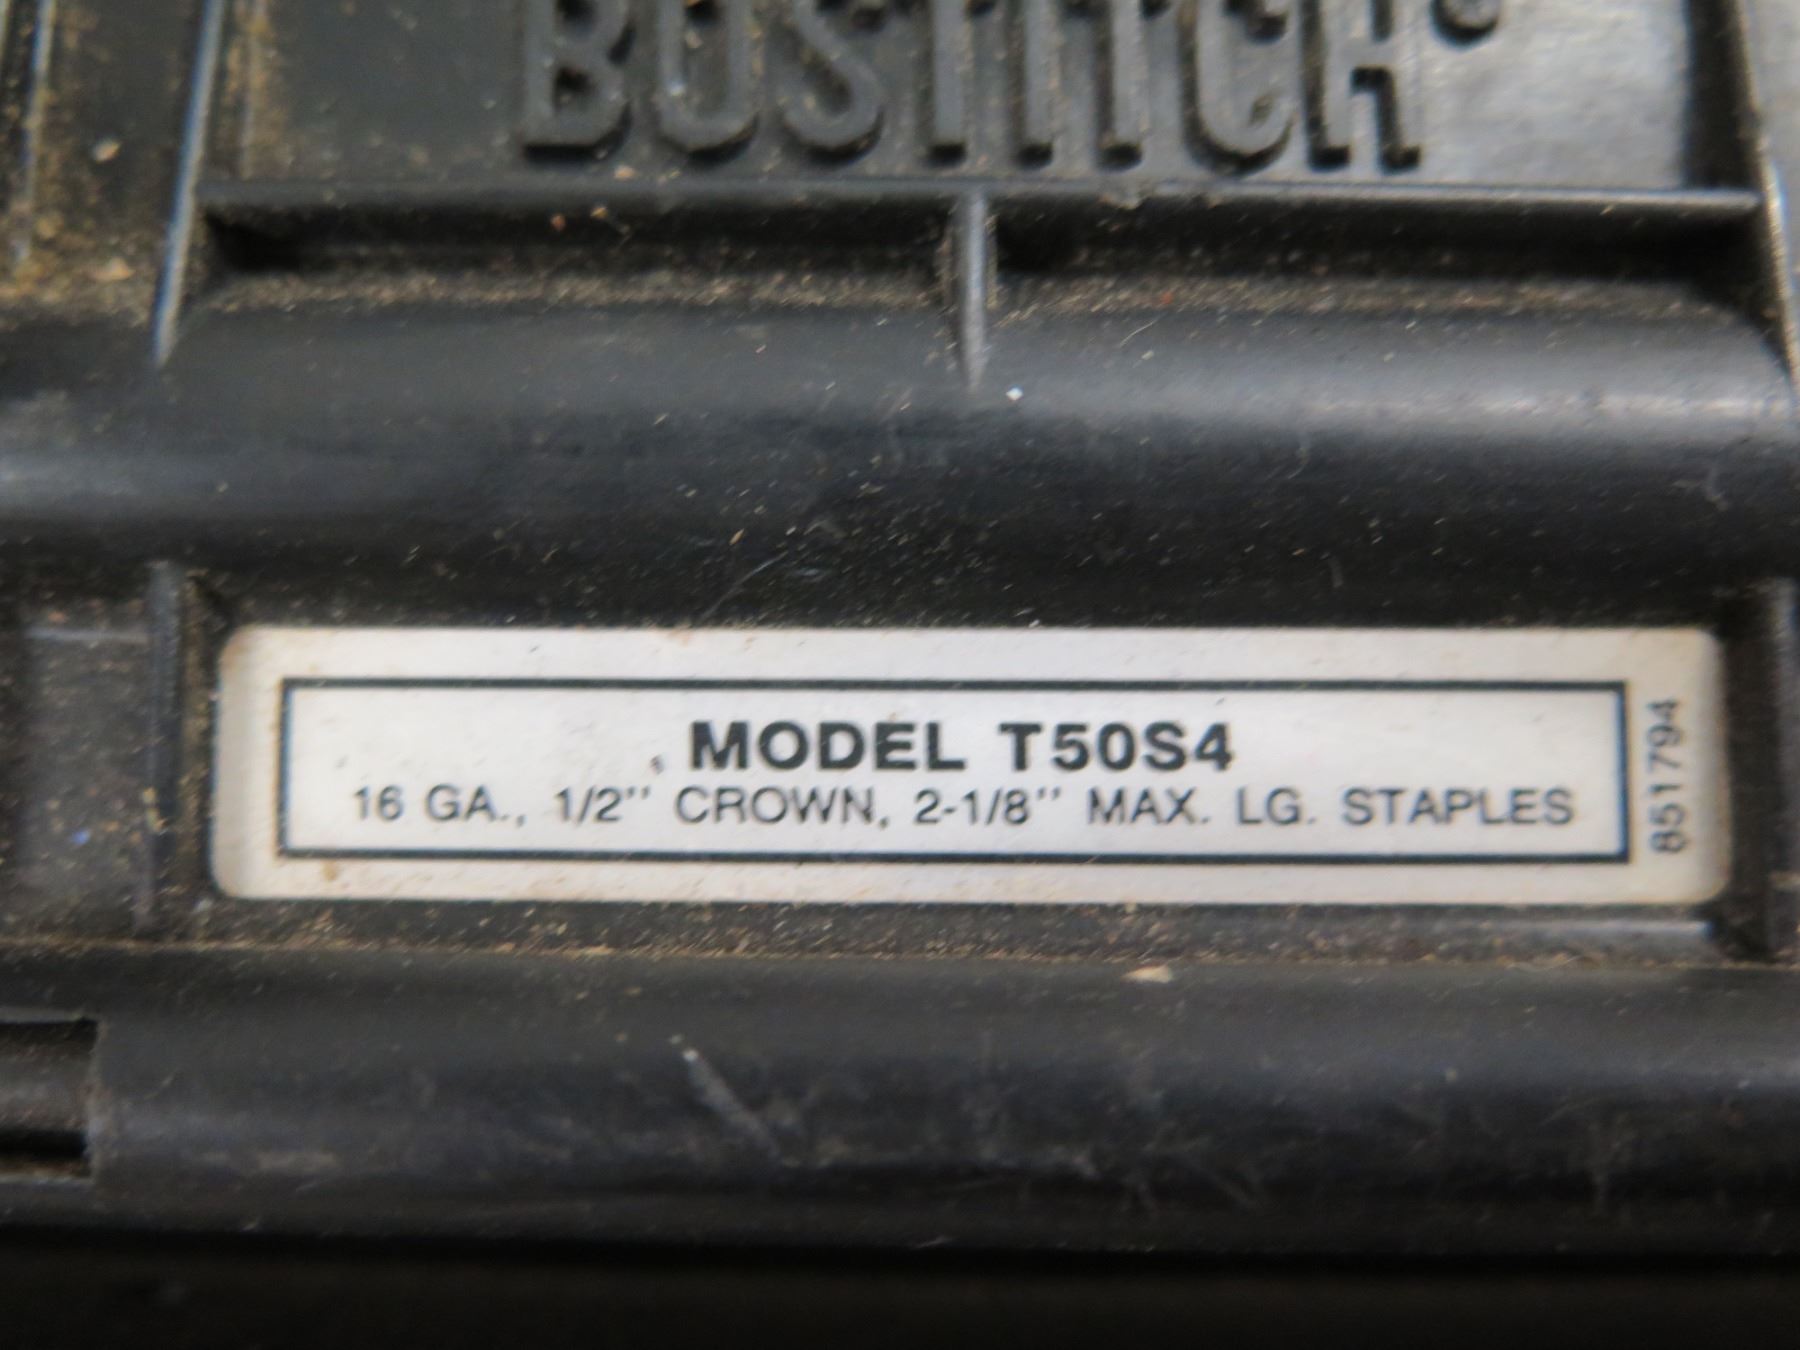 BOSTITCH
MODEL T50S4
16 GA., 1/2" CROWN, 2-1/8" MAX. LG. STAPLES
851794